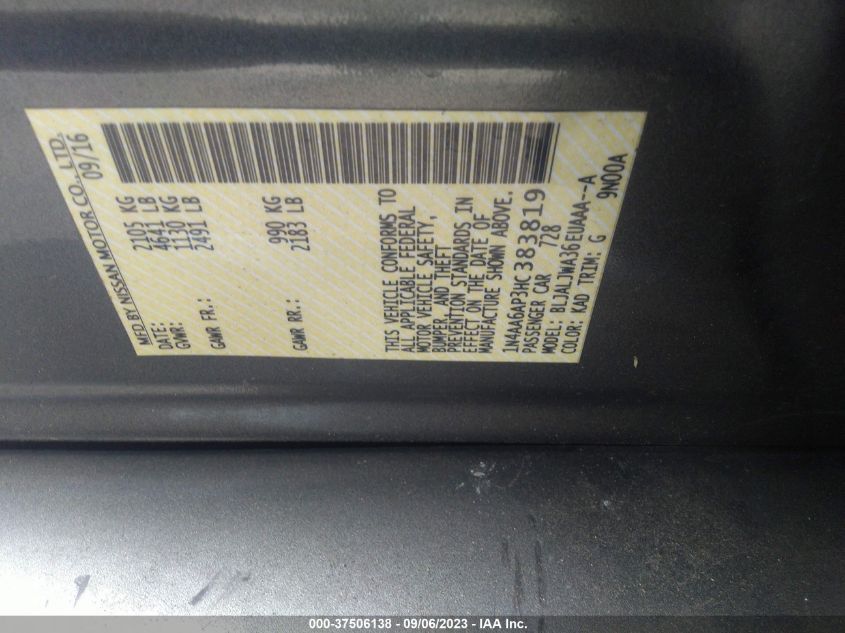 MFD BY NISSAN MOTOR CO., LTD.
DATE: 09/16
GVWR: 2105 KG
4641 LB
GAWR FR.: 1130 KG
2491 LB
GAWR RR.: 990 KG
2183 LB
THIS VEHICLE CONFORMS TO
ALL APPLICABLE FEDERAL
MOTOR VEHICLE SAFETY,
BUMPER, AND THEFT
PREVENTION STANDARDS IN
EFFECT ON THE DATE OF
MANUFACTURE SHOWN ABOVE.
1N4AA6AP3HC383819
PASSENGER CAR 728
MODEL: BLJALJWA36EUAAA---A
COLOR: KAD TRIM: G 9N00A
000-37506138 - 09/06/2023 - IAA Inc.